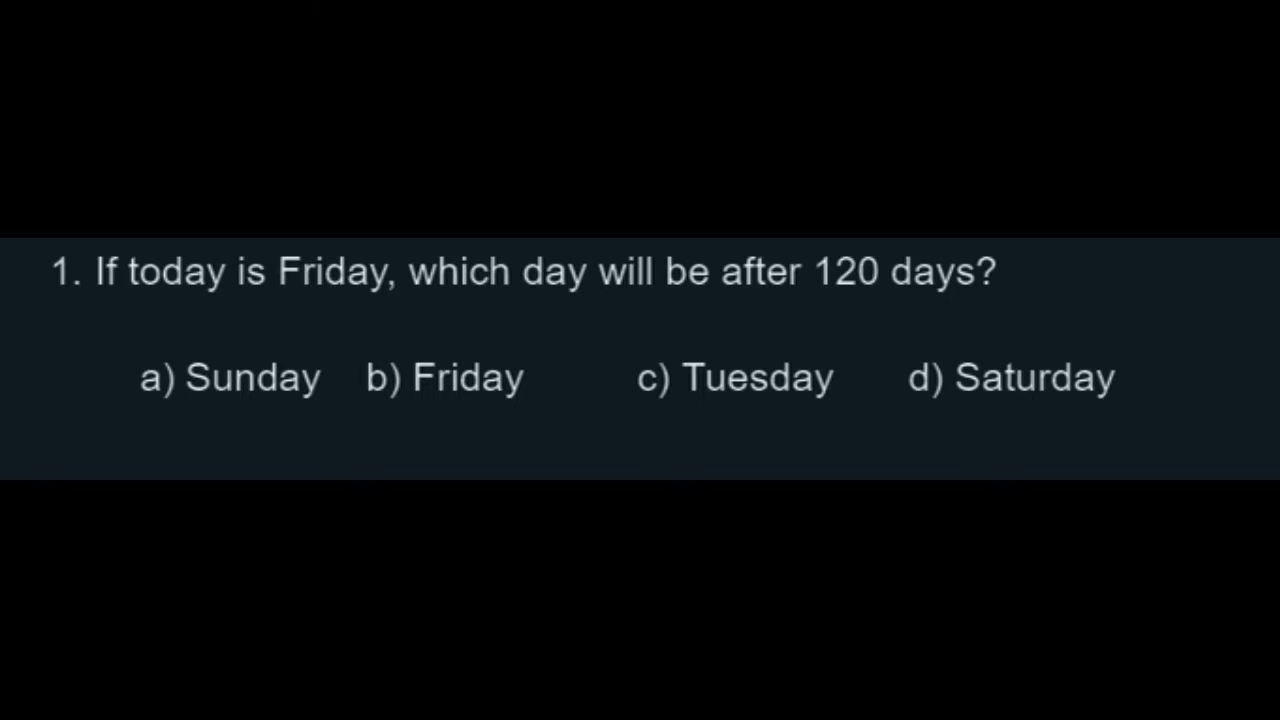 1. If today is Friday, which day will be after 120 days?
a) Sunday b) Friday c) Tuesday d) Saturday